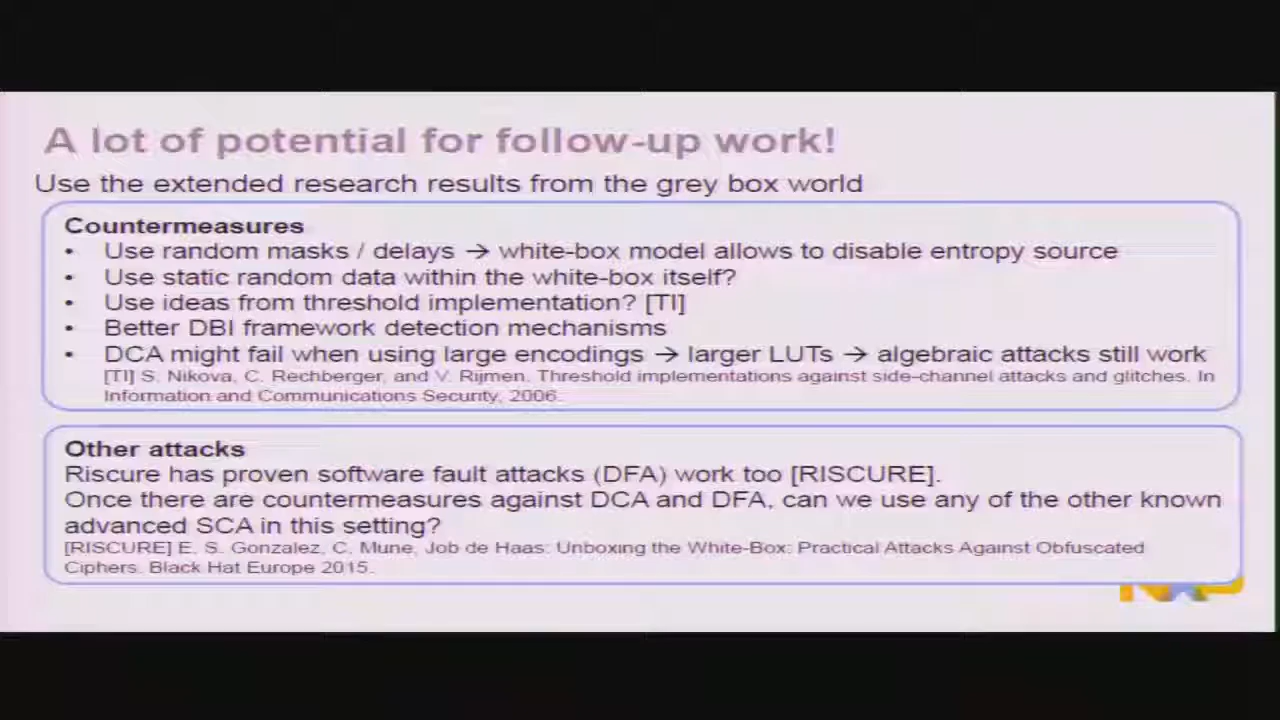 A lot of potential for follow-up work!
Use the extended research results from the grey box world
Countermeasures
• Use random masks / delays → white-box model allows to disable entropy source
• Use static random data within the white-box itself?
• Use ideas from threshold implementation? [TI]
• Better DBI framework detection mechanisms
• DCA might fail when using large encodings → larger LUTs → algebraic attacks still work
[TI] S. Nikova, C. Rechberger, and V. Rijmen. Threshold implementations against side-channel attacks and glitches. In
Information and Communications Security, 2006.
Other attacks
Riscure has proven software fault attacks (DFA) work too [RISCURE].
Once there are countermeasures against DCA and DFA, can we use any of the other known
advanced SCA in this setting?
[RISCURE] E. S. Gonzalez, C. Mune, Job de Haas: Unboxing the White-Box: Practical Attacks Against Obfuscated
Ciphers. Black Hat Europe 2015.